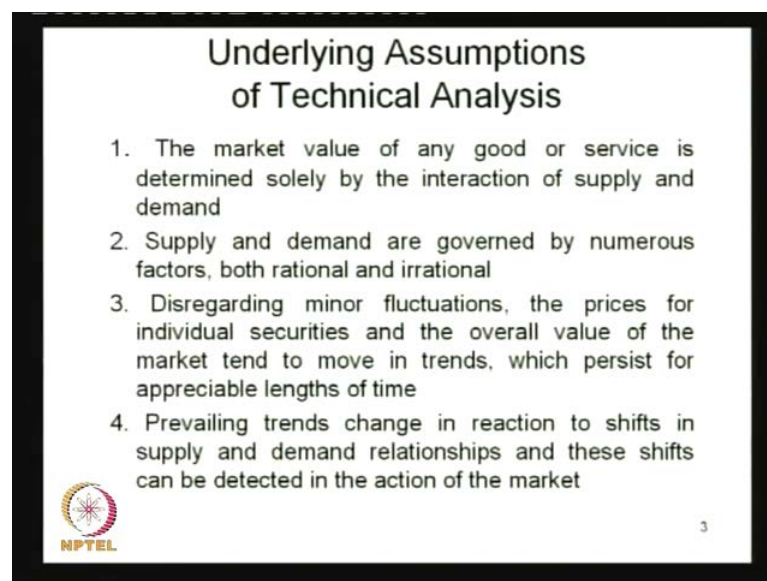 Underlying Assumptions
of Technical Analysis
1. The market value of any good or service is
determined solely by the interaction of supply and
demand
2. Supply and demand are governed by numerous
factors, both rational and irrational
3. Disregarding minor fluctuations, the prices for
individual securities and the overall value of the
market tend to move in trends, which persist for
appreciable lengths of time
4. Prevailing trends change in reaction to shifts in
supply and demand relationships and these shifts
can be detected in the action of the market
NPTEL
3